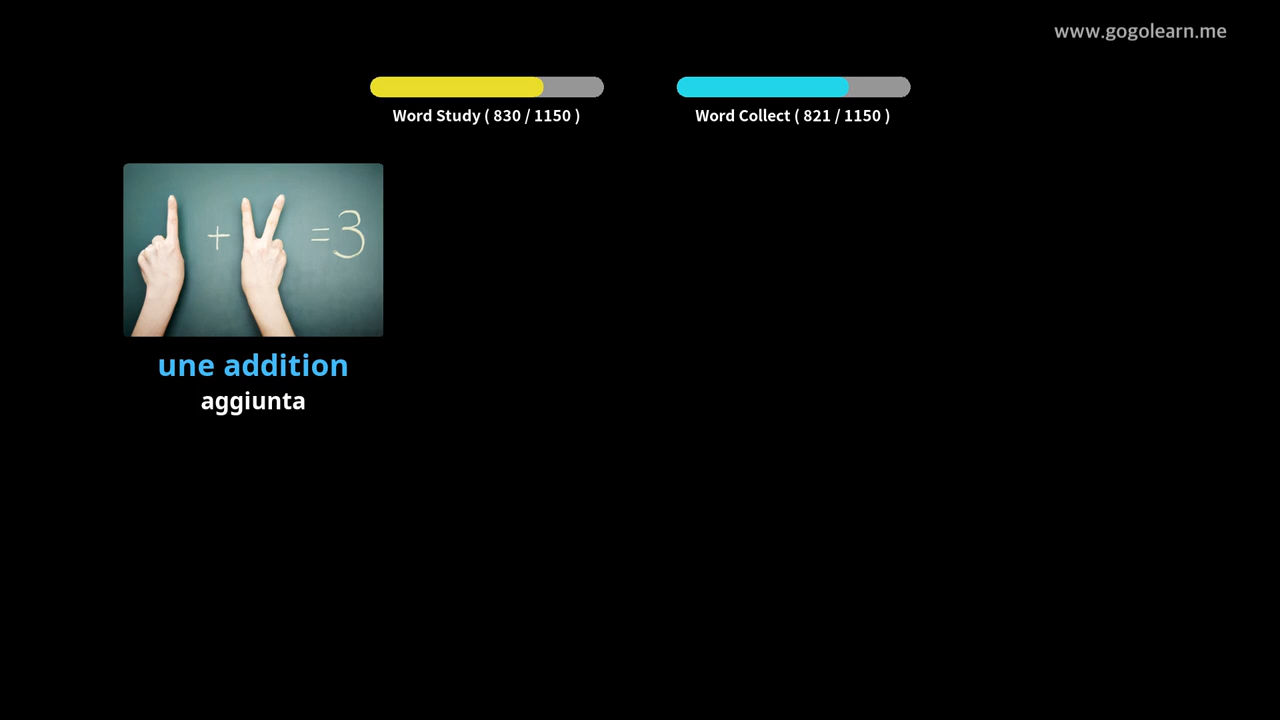 www.gogolearn.me
Word Study ( 830 / 1150 )
Word Collect ( 821 / 1150 )
+ =3
une addition
aggiunta